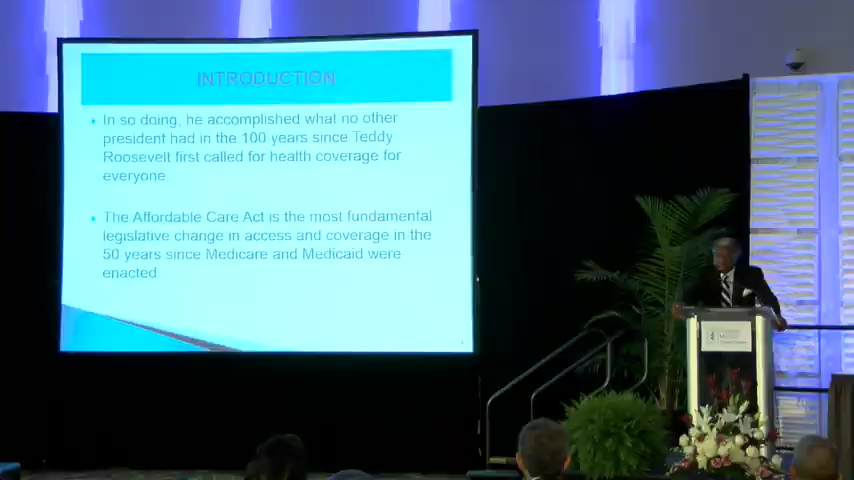 INTRODUCTION
In so doing, he accomplished what no other
president had in the 100 years since Teddy
Roosevelt first called for health coverage for
everyone.
The Affordable Care Act is the most fundamental
legislative change in access and coverage in the
50 years since Medicare and Medicaid were
enacted